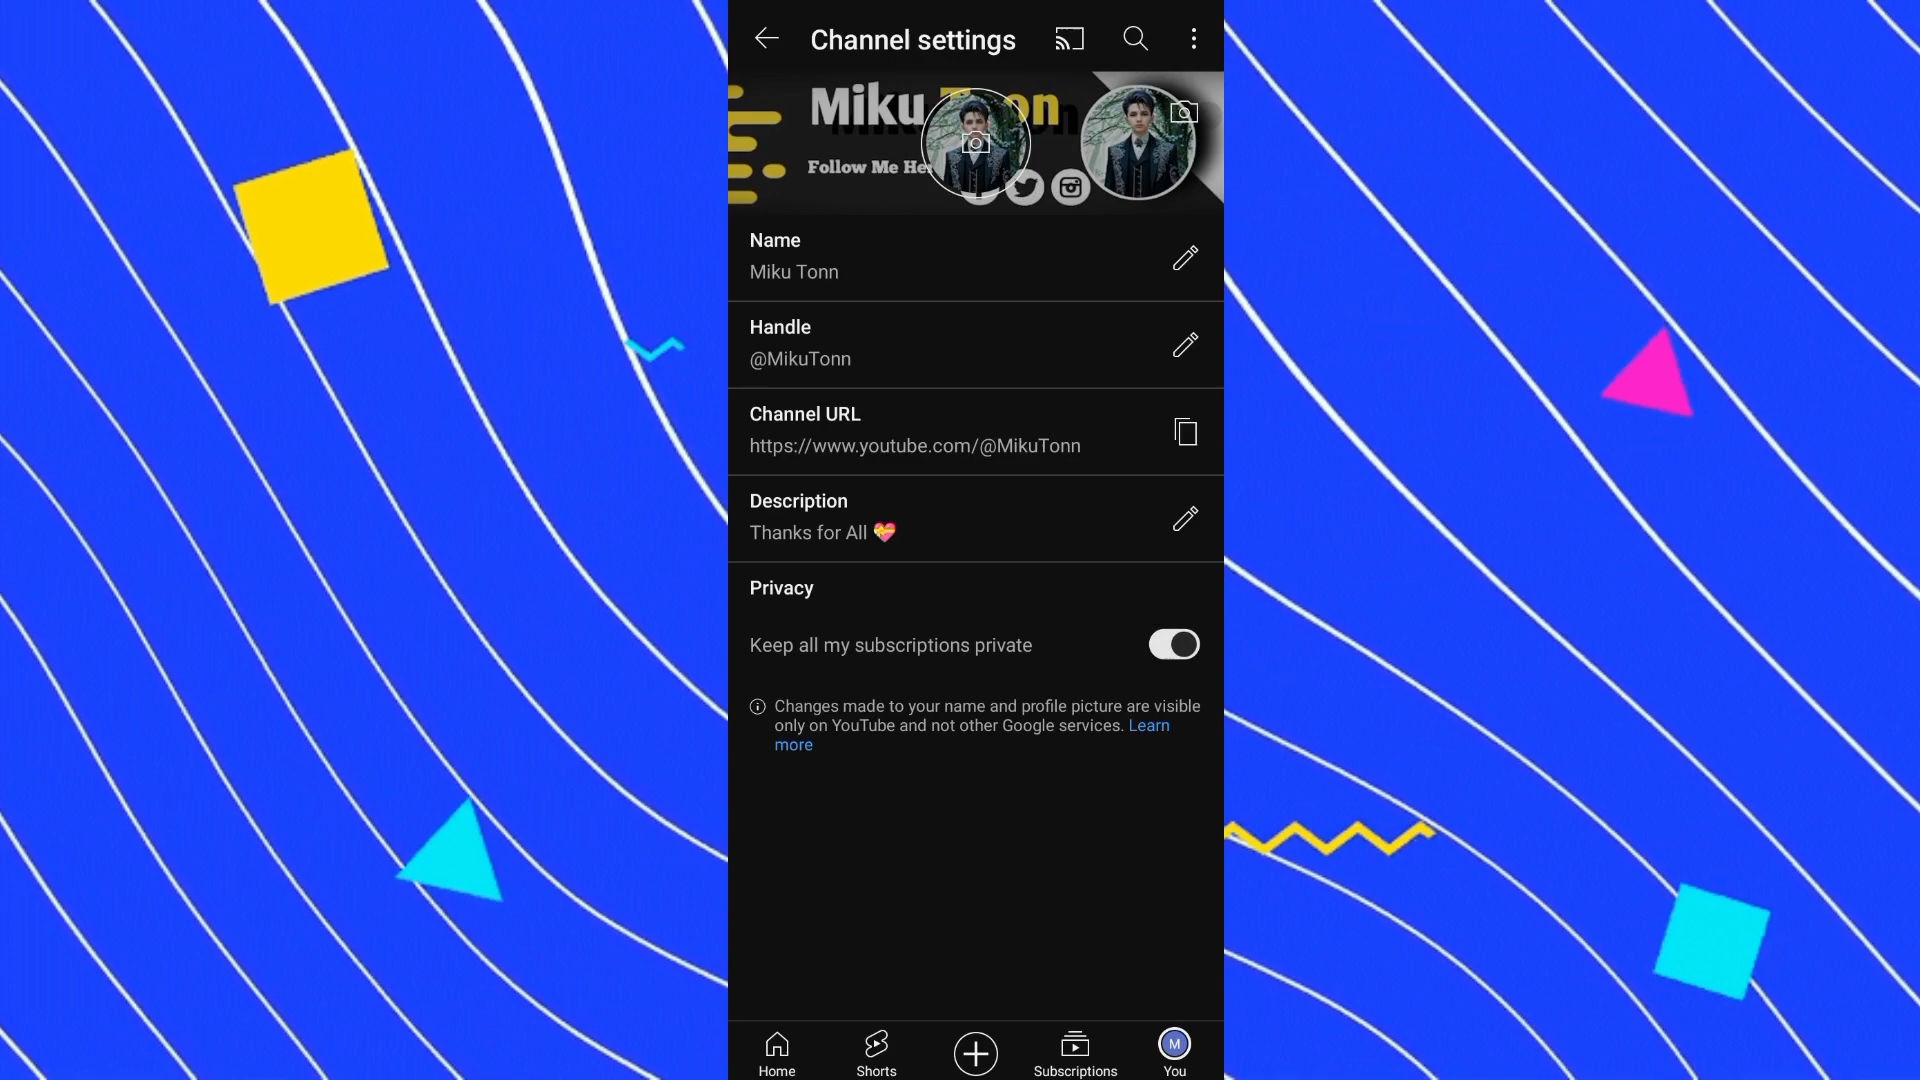 Channel settings
Miku Tonn
Follow Me He
Name
Miku Tonn
Handle
@MikuTonn
Channel URL
https://www.youtube.com/@MikuTonn
Description
Thanks for All 💝
Privacy
Keep all my subscriptions private
Changes made to your name and profile picture are visible
only on YouTube and not other Google services. Learn
more
Home
Shorts
Subscriptions
M
You